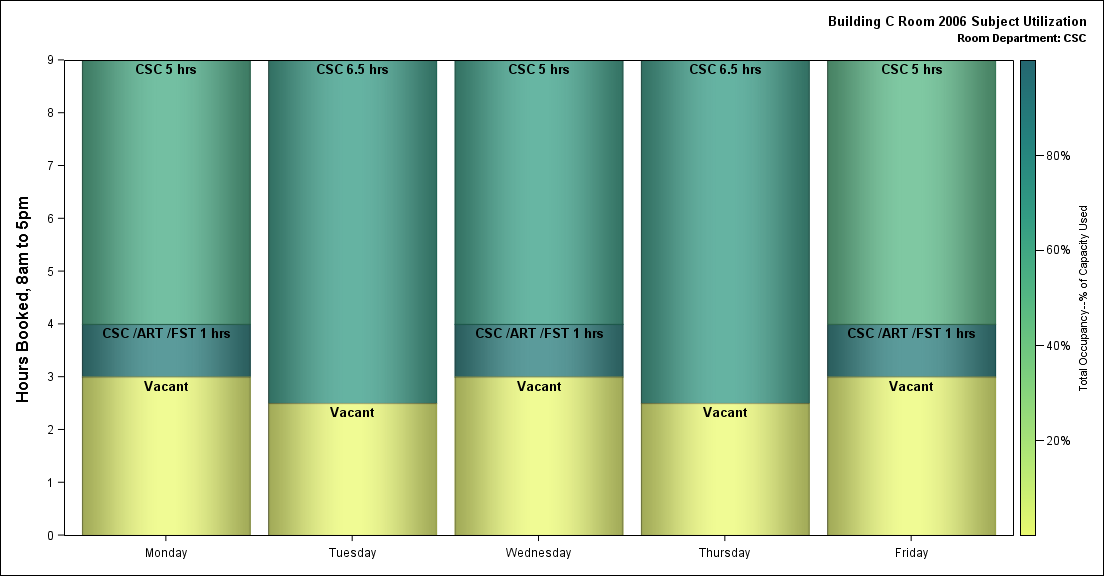 Building C Room 2006 Subject Utilization
Room Department: CSC
Hours Booked, 8am to 5pm
9
8
7
6
5
4
3
2
1
0
CSC 5 hrs
CSC 6.5 hrs
CSC 5 hrs
CSC 6.5 hrs
CSC 5 hrs
CSC /ART /FST 1 hrs
CSC /ART /FST 1 hrs
CSC /ART /FST 1 hrs
Vacant
Vacant
Vacant
Vacant
Vacant
Monday
Tuesday
Wednesday
Thursday
Friday
80%
60%
40%
20%
Total Occupancy--% of Capacity Used